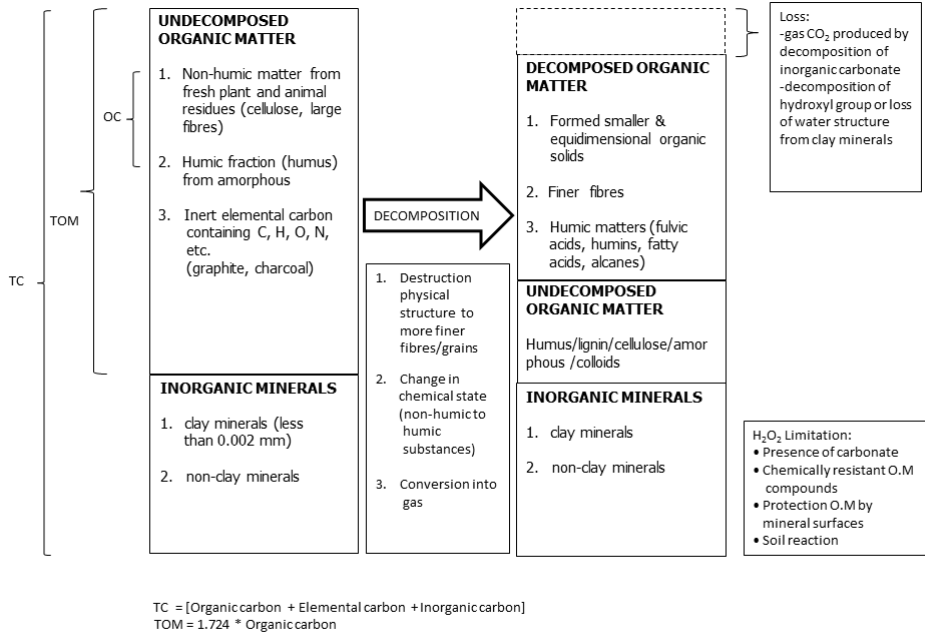 UNDECOMPOSED
ORGANIC MATTER
1. Non-humic matter from
fresh plant and animal
residues (cellulose, large
fibres)
2. Humic fraction (humus)
from amorphous
3. Inert elemental carbon
containing C, H, O, N,
etc.
(graphite, charcoal)
OC
TOM
TC
INORGANIC MINERALS
1. clay minerals (less
than 0.002 mm)
2. non-clay minerals
DECOMPOSITION
1. Destruction
physical
structure to
more finer
fibres/grains
2. Change in
chemical state
(non-humic to
humic
substances)
3. Conversion into
gas
DECOMPOSED ORGANIC
MATTER
1. Formed smaller &
equidimensional organic
solids
2. Finer fibres
3. Humic matters (fulvic
acids, humins, fatty
acids, alcanes)
UNDECOMPOSED
ORGANIC MATTER
Humus/lignin/cellulose/amor
phous /colloids
INORGANIC MINERALS
1. clay minerals
2. non-clay minerals
Loss:
-gas CO₂ produced by
decomposition of
inorganic carbonate
-decomposition of
hydroxyl group or loss
of water structure
from clay minerals
H₂O₂ Limitation:
• Presence of carbonate
• Chemically resistant O.M
compounds
• Protection O.M by
mineral surfaces
• Soil reaction
TC = [Organic carbon + Elemental carbon + Inorganic carbon]
TOM = 1.724 * Organic carbon